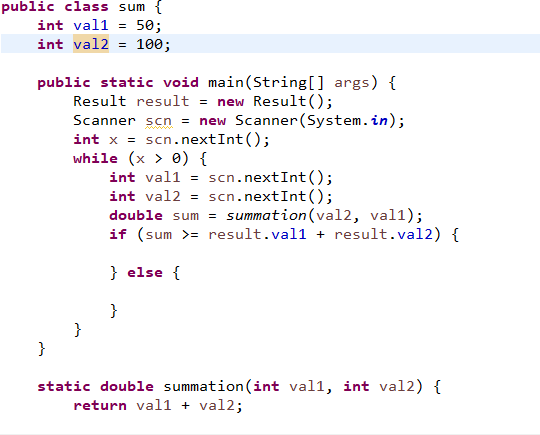 public class sum {
int val1 = 50;
int val2 = 100;
public static void main(String[] args) {
Result result = new Result();
Scanner scn = new Scanner(System.in);
int x = scn.nextInt();
while (x > 0) {
int val1 = scn.nextInt();
int val2 = scn.nextInt();
double sum = summation(val2, val1);
if (sum >= result.val1 + result.val2) {
} else {
}
}
}
static double summation(int val1, int val2) {
return val1 + val2;